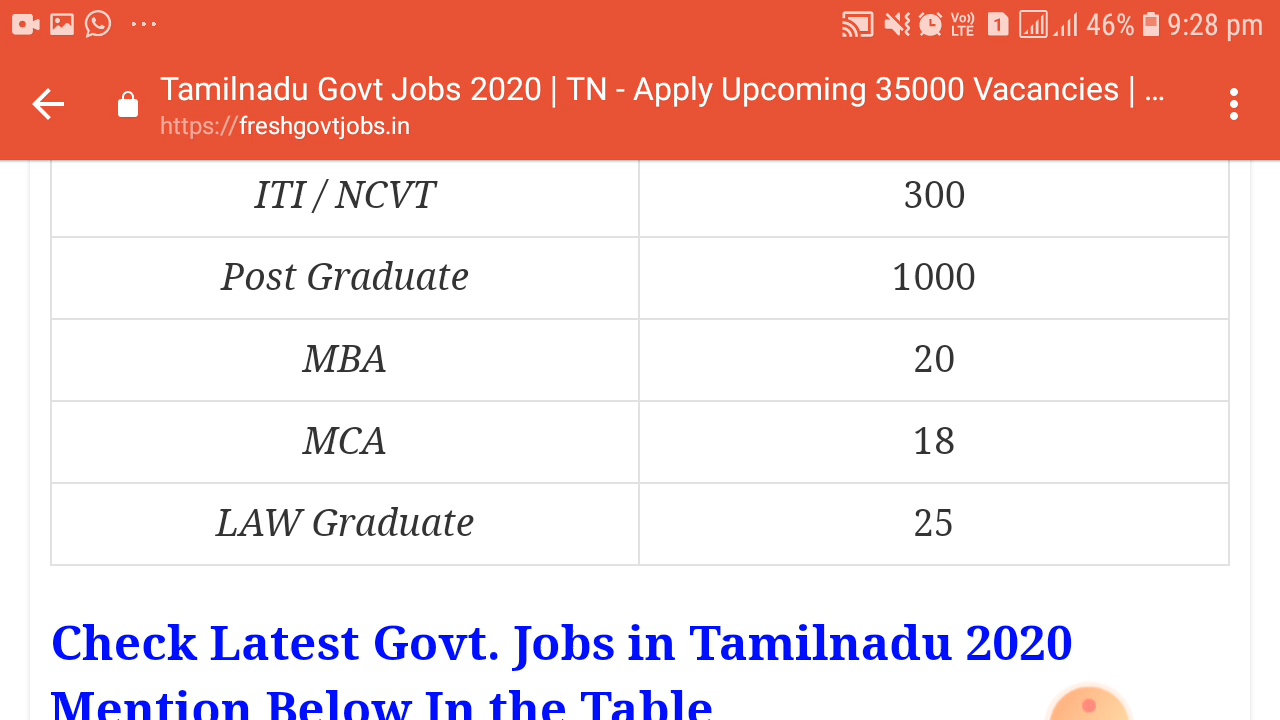 46% 9:28 pm
Tamilnadu Govt Jobs 2020 | TN - Apply Upcoming 35000 Vacancies | ...
https://freshgovtjobs.in
ITI / NCVT 300
Post Graduate 1000
MBA 20
MCA 18
LAW Graduate 25
Check Latest Govt. Jobs in Tamilnadu 2020
Mention Below In the Table